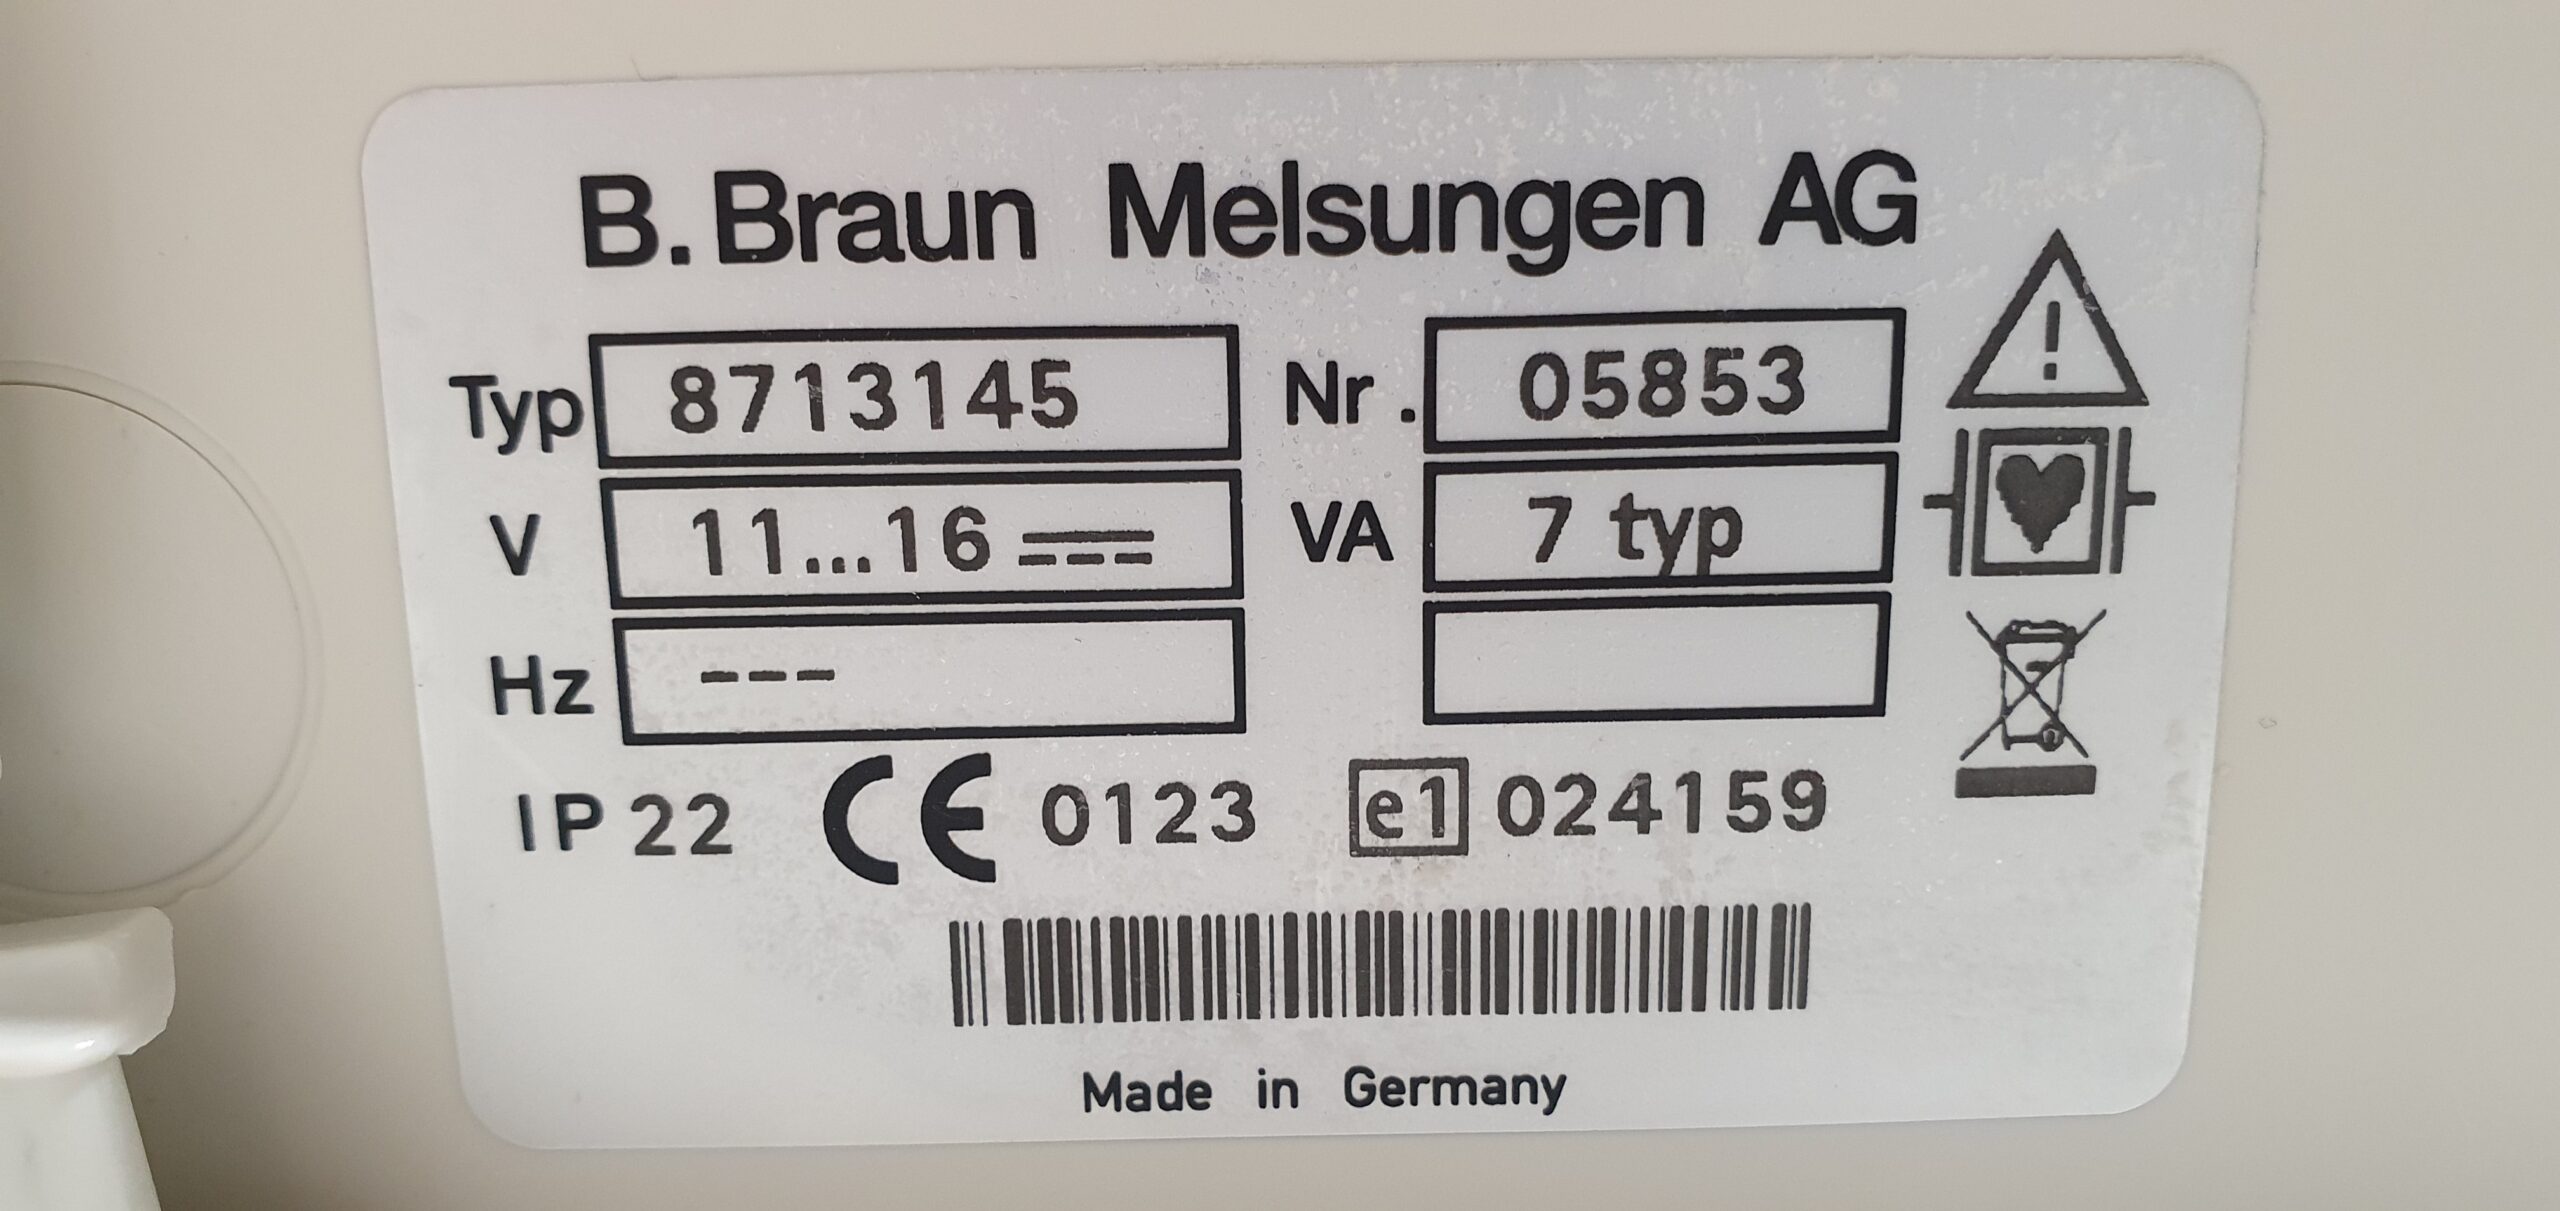 B. Braun Melsungen AG
Typ 8713145 Nr. 05853
V 11...16 VA 7 typ
Hz ---
IP 22 CE 0123 e1 024159
Made in Germany